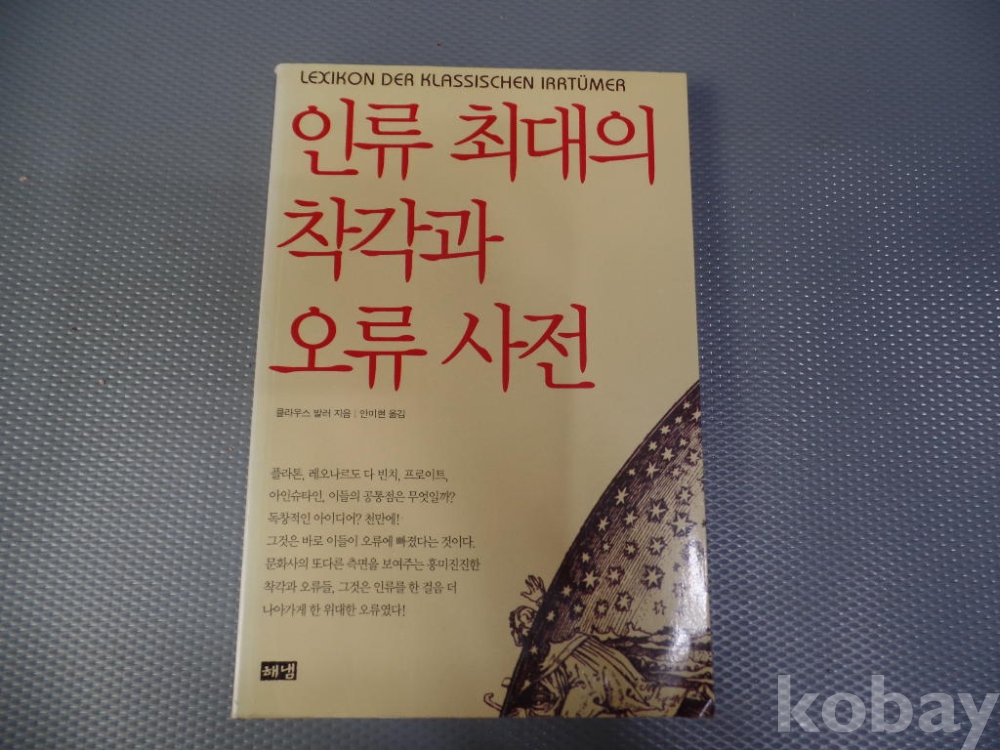 LEXIKON DER KLASSISCHEN IRRTÜMER
인류 최대의
착각과
오류 사전
클라우스 발러 지음 | 안미현 옮김
플라톤, 레오나르도 다 빈치, 프로이트,
아인슈타인, 이들의 공통점은 무엇일까?
독창적인 아이디어? 천만에!
그것은 바로 이들이 오류에 빠졌다는 것이다.
문화사의 또다른 측면을 보여주는 흥미진진한
착각과 오류들, 그것은 인류를 한 걸음 더
나아가게 한 위대한 오류였다!
해냄
kobay